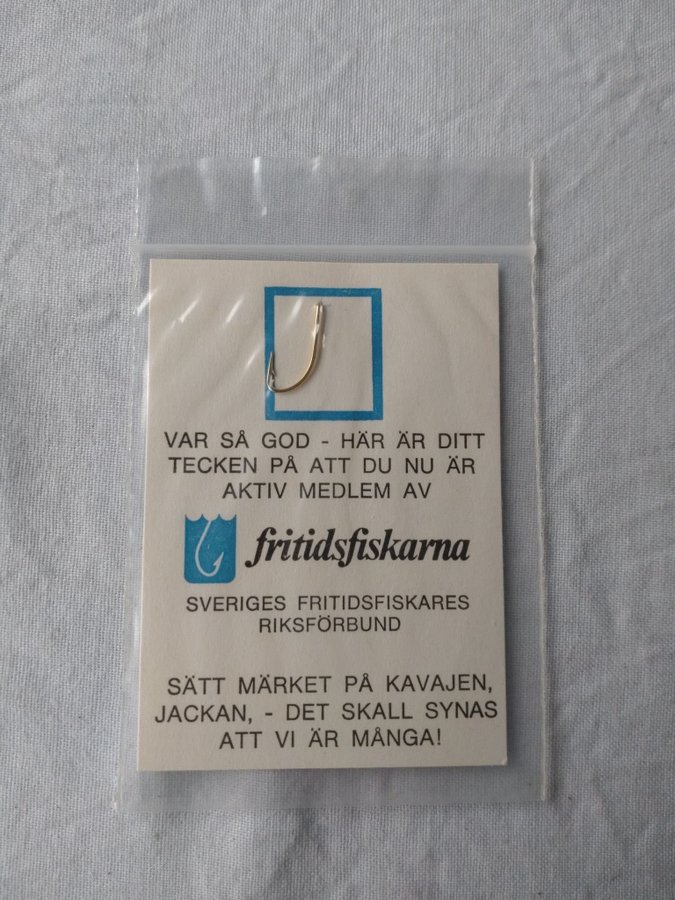 VAR SÅ GOD - HÄR ÄR DITT
TECKEN PÅ ATT DU NU ÄR
AKTIV MEDLEM AV
fritidsfiskarna
SVERIGES FRITIDSFISKARES
RIKSFÖRBUND
SÄTT MÄRKET PÅ KAVAJEN,
JACKAN, - DET SKALL SYNAS
ATT VI ÄR MÅNGA!